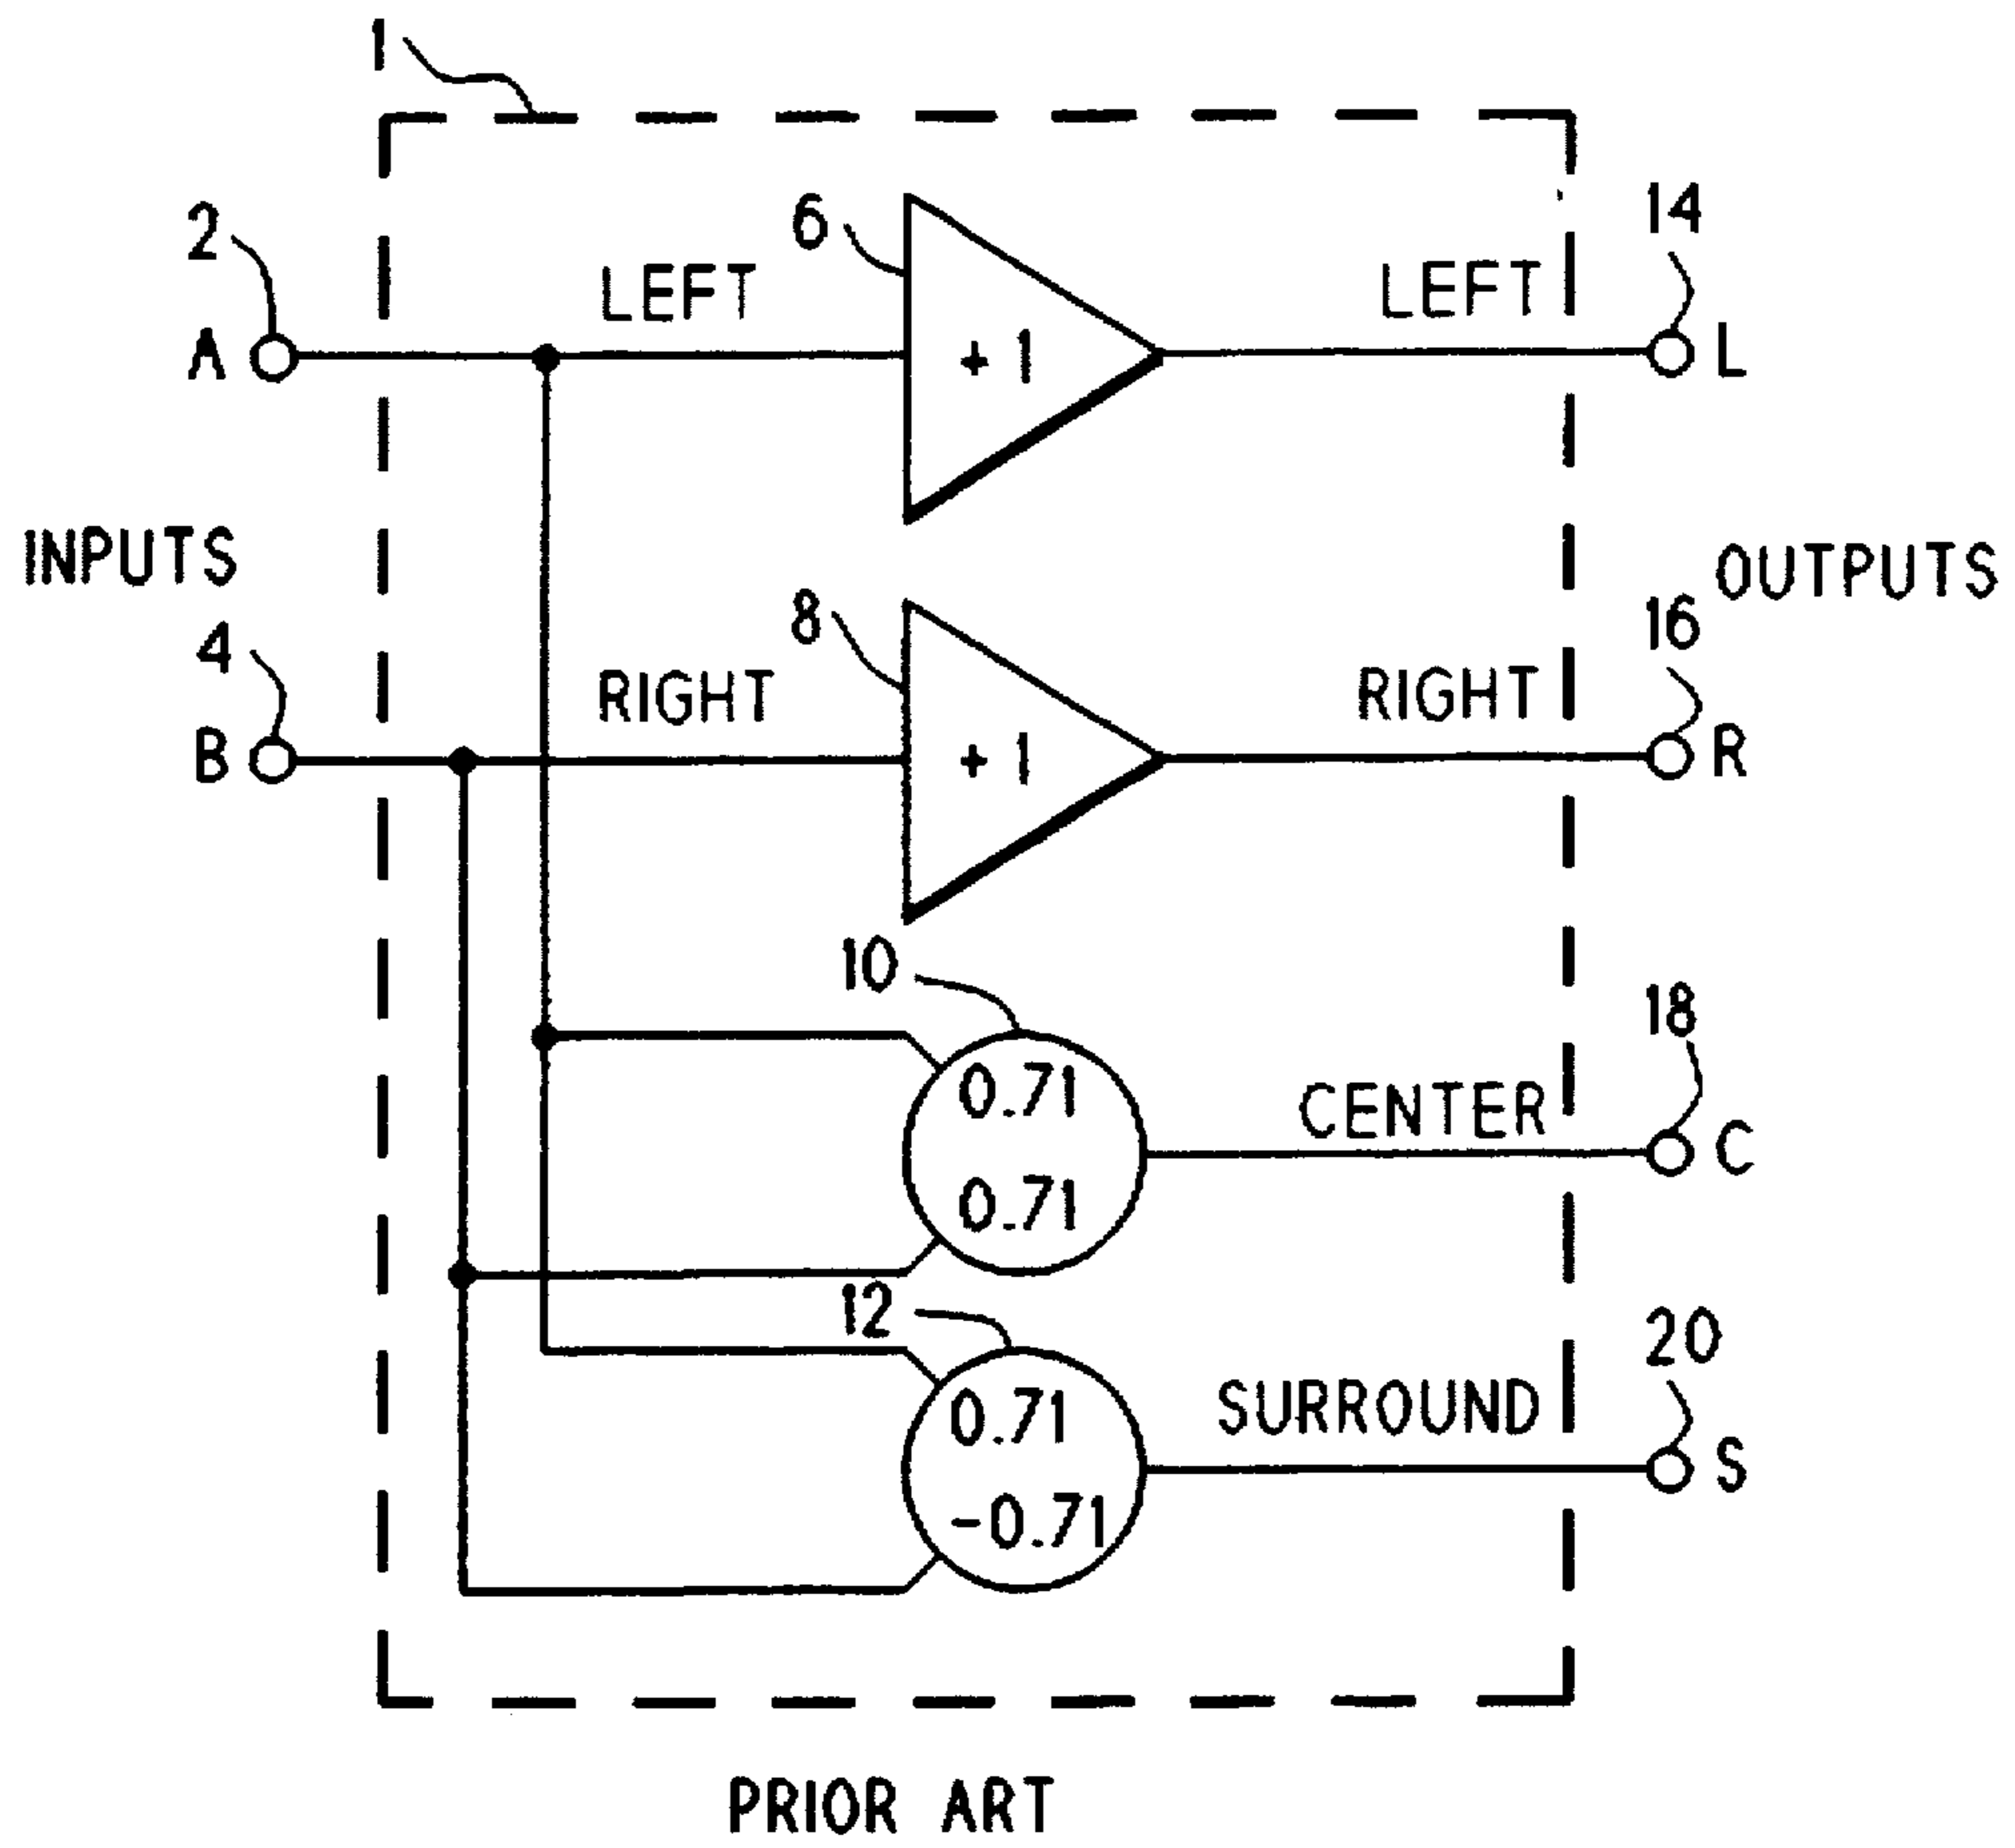 1
2
6
14
LEFT
LEFT
A
+1
L
INPUTS
OUTPUTS
4
8
16
RIGHT
RIGHT
B
+1
R
10
18
0.71
CENTER
C
0.71
12
20
0.71
SURROUND
S
-0.71
PRIOR ART